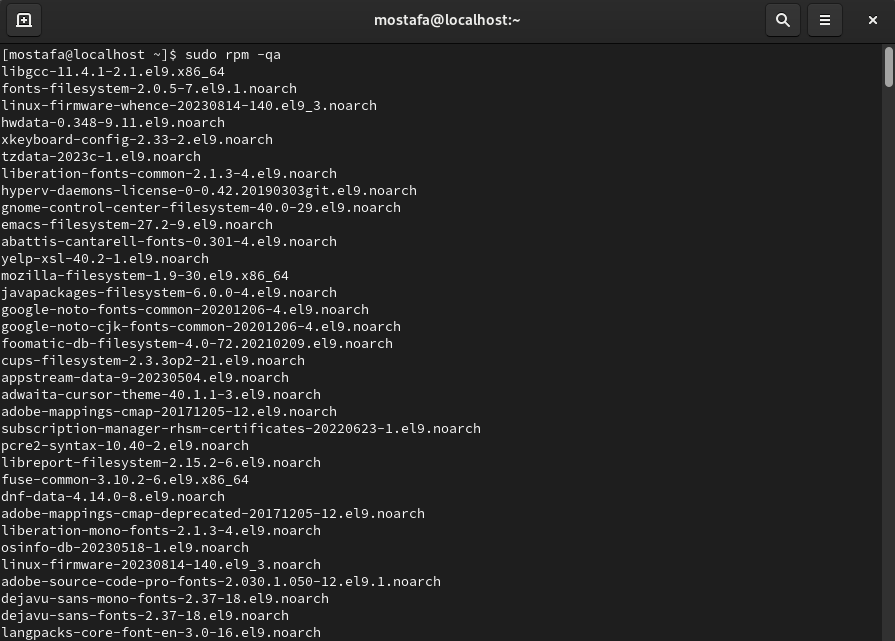 mostafa@localhost:~
[mostafa@localhost ~]$ sudo rpm -qa
libgcc-11.4.1-2.1.el9.x86_64
fonts-filesystem-2.0.5-7.el9.1.noarch
linux-firmware-whence-20230814-140.el9_3.noarch
hwdata-0.348-9.11.el9.noarch
xkeyboard-config-2.33-2.el9.noarch
tzdata-2023c-1.el9.noarch
liberation-fonts-common-2.1.3-4.el9.noarch
hyperv-daemons-license-0-0.42.20190303git.el9.noarch
gnome-control-center-filesystem-40.0-29.el9.noarch
emacs-filesystem-27.2-9.el9.noarch
abattis-cantarell-fonts-0.301-4.el9.noarch
yelp-xsl-40.2-1.el9.noarch
mozilla-filesystem-1.9-30.el9.x86_64
javapackages-filesystem-6.0.0-4.el9.noarch
google-noto-fonts-common-20201206-4.el9.noarch
google-noto-cjk-fonts-common-20201206-4.el9.noarch
foomatic-db-filesystem-4.0-72.20210209.el9.noarch
cups-filesystem-2.3.3op2-21.el9.noarch
appstream-data-9-20230504.el9.noarch
adwaita-cursor-theme-40.1.1-3.el9.noarch
adobe-mappings-cmap-20171205-12.el9.noarch
subscription-manager-rhsm-certificates-20220623-1.el9.noarch
pcre2-syntax-10.40-2.el9.noarch
libreport-filesystem-2.15.2-6.el9.noarch
fuse-common-3.10.2-6.el9.x86_64
dnf-data-4.14.0-8.el9.noarch
adobe-mappings-cmap-deprecated-20171205-12.el9.noarch
liberation-mono-fonts-2.1.3-4.el9.noarch
osinfo-db-20230518-1.el9.noarch
linux-firmware-20230814-140.el9_3.noarch
adobe-source-code-pro-fonts-2.030.1.050-12.el9.1.noarch
dejavu-sans-mono-fonts-2.37-18.el9.noarch
dejavu-sans-fonts-2.37-18.el9.noarch
langpacks-core-font-en-3.0-16.el9.noarch